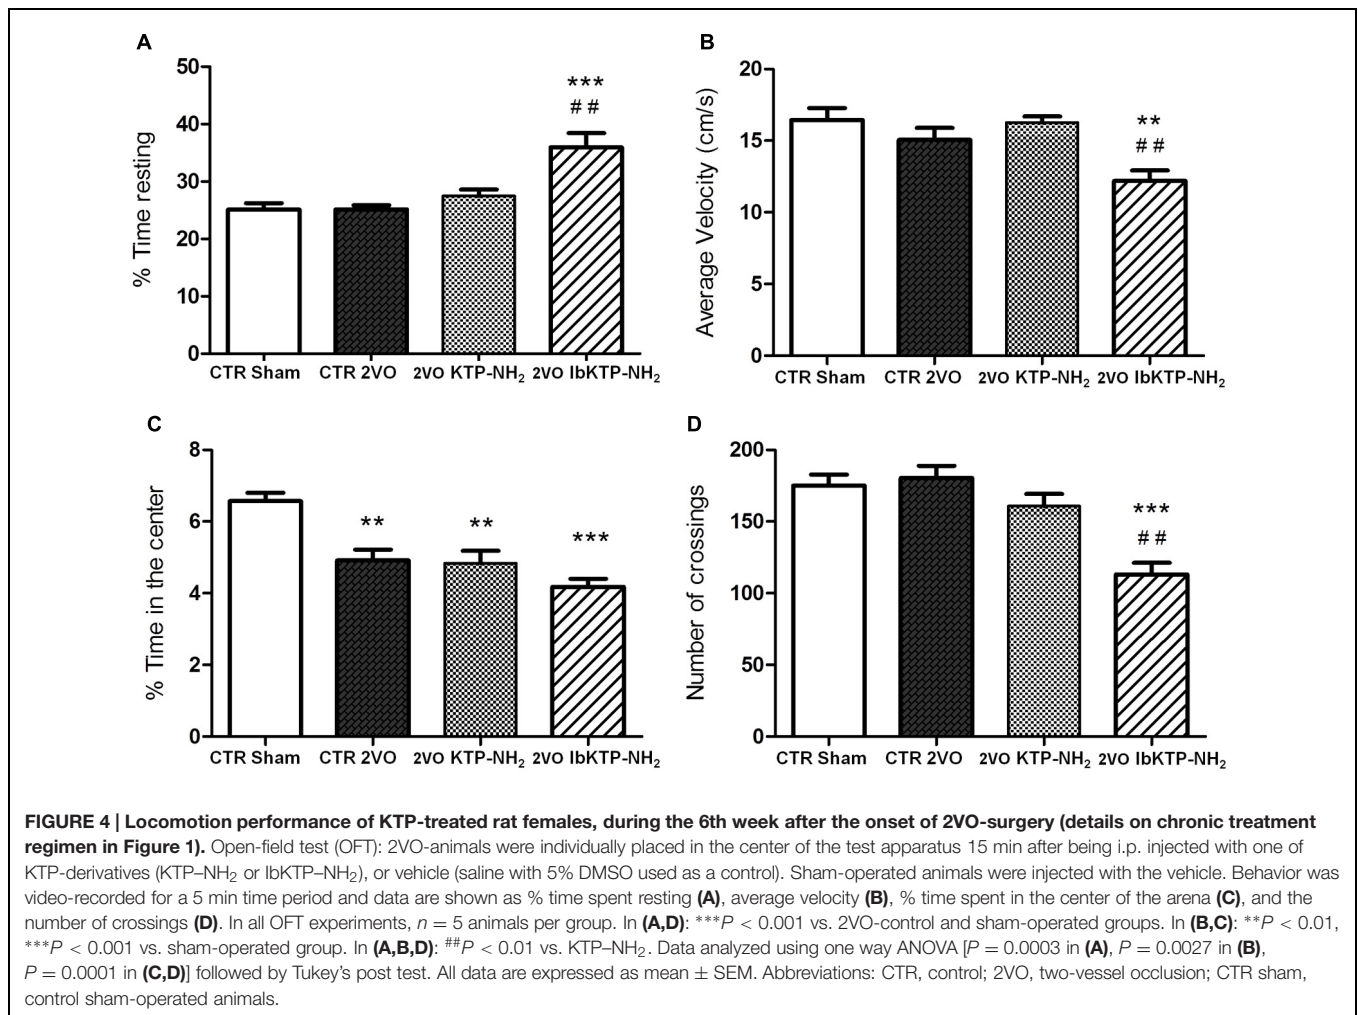 A
% Time resting
50
40
30
20
10
0
***
##
CTR Sham CTR 2VO 2VO KTP-NH₂ 2VO IbKTP-NH₂
B
Average Velocity (cm/s)
20
15
10
5
0
**
##
CTR Sham CTR 2VO 2VO KTP-NH₂ 2VO IbKTP-NH₂
C
% Time in the center
8
6
4
2
0
** ** ***
CTR Sham CTR 2VO 2VO KTP-NH₂ 2VO IbKTP-NH₂
D
Number of crossings
200
150
100
50
0
***
##
CTR Sham CTR 2VO 2VO KTP-NH₂ 2VO IbKTP-NH₂
FIGURE 4 | Locomotion performance of KTP-treated rat females, during the 6th week after the onset of 2VO-surgery (details on chronic treatment
regimen in Figure 1). Open-field test (OFT): 2VO-animals were individually placed in the center of the test apparatus 15 min after being i.p. injected with one of
KTP-derivatives (KTP–NH₂ or IbKTP–NH₂), or vehicle (saline with 5% DMSO used as a control). Sham-operated animals were injected with the vehicle. Behavior was
video-recorded for a 5 min time period and data are shown as % time spent resting (A), average velocity (B), % time spent in the center of the arena (C), and the
number of crossings (D). In all OFT experiments, n = 5 animals per group. In (A,D): ***P < 0.001 vs. 2VO-control and sham-operated groups. In (B,C): **P < 0.01,
***P < 0.001 vs. sham-operated group. In (A,B,D): ##P < 0.01 vs. KTP–NH₂. Data analyzed using one way ANOVA [P = 0.0003 in (A), P = 0.0027 in (B),
P = 0.0001 in (C,D)] followed by Tukey's post test. All data are expressed as mean ± SEM. Abbreviations: CTR, control; 2VO, two-vessel occlusion; CTR sham,
control sham-operated animals.